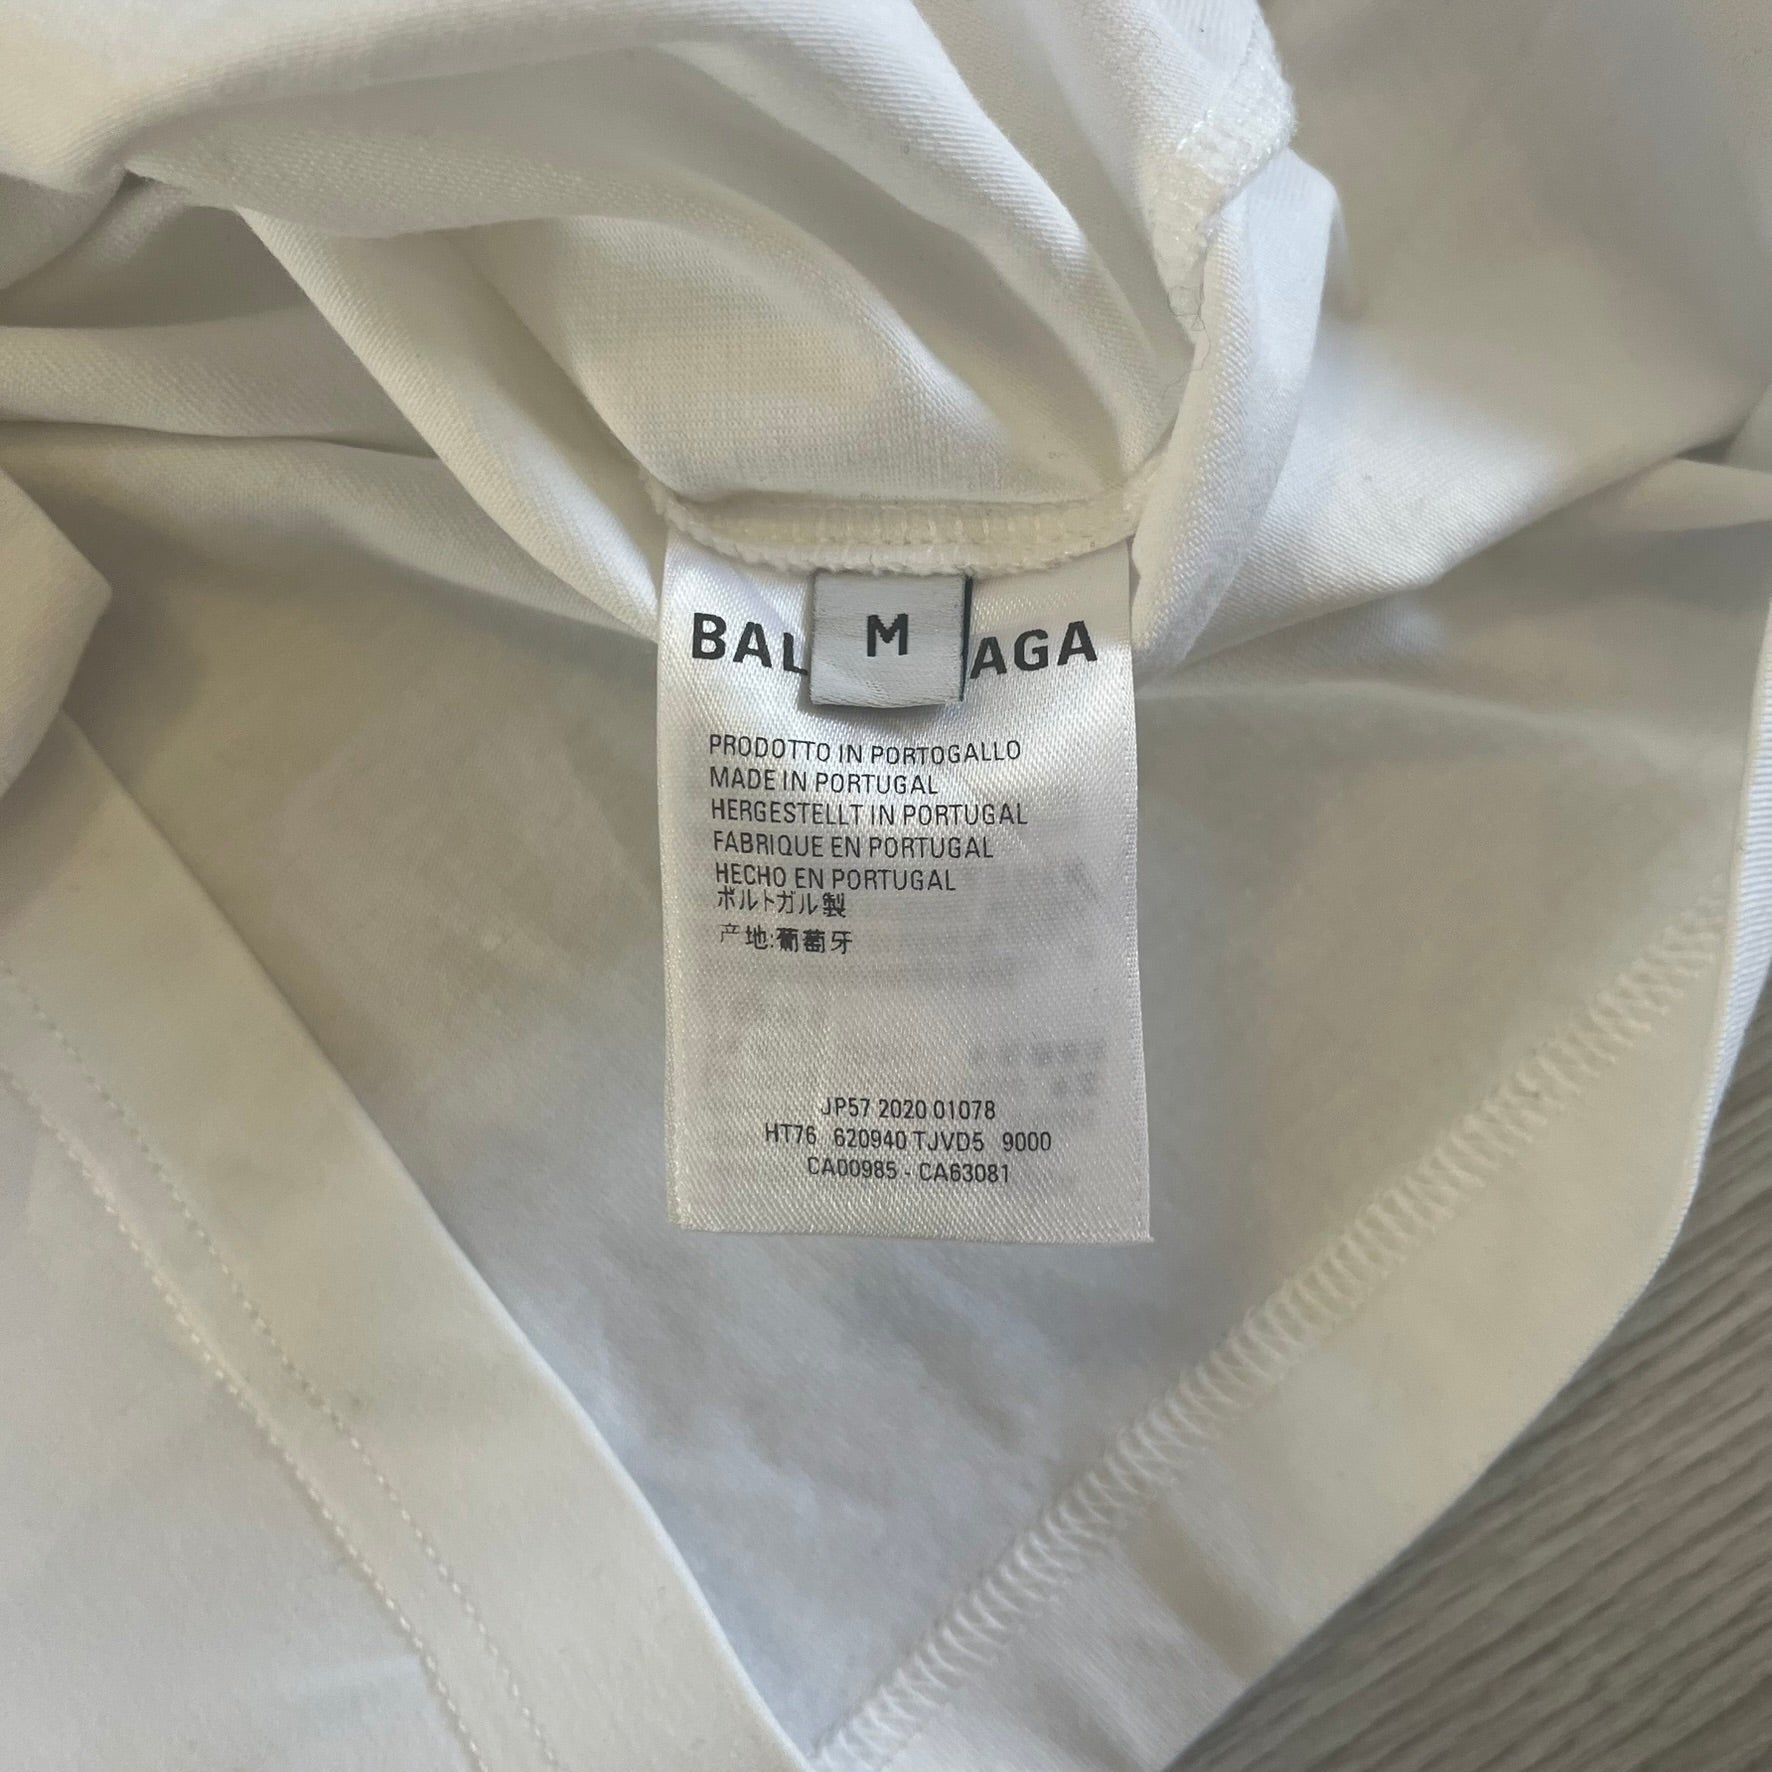 BAL M AGA
PRODOTTO IN PORTOGALLO
MADE IN PORTUGAL
HERGESTELLT IN PORTUGAL
FABRIQUE EN PORTUGAL
HECHO EN PORTUGAL
ポルトガル製
产地:葡萄牙
JP57 2020 01078
HT76 620940 TJVD5 9000
CA00985 - CA63081